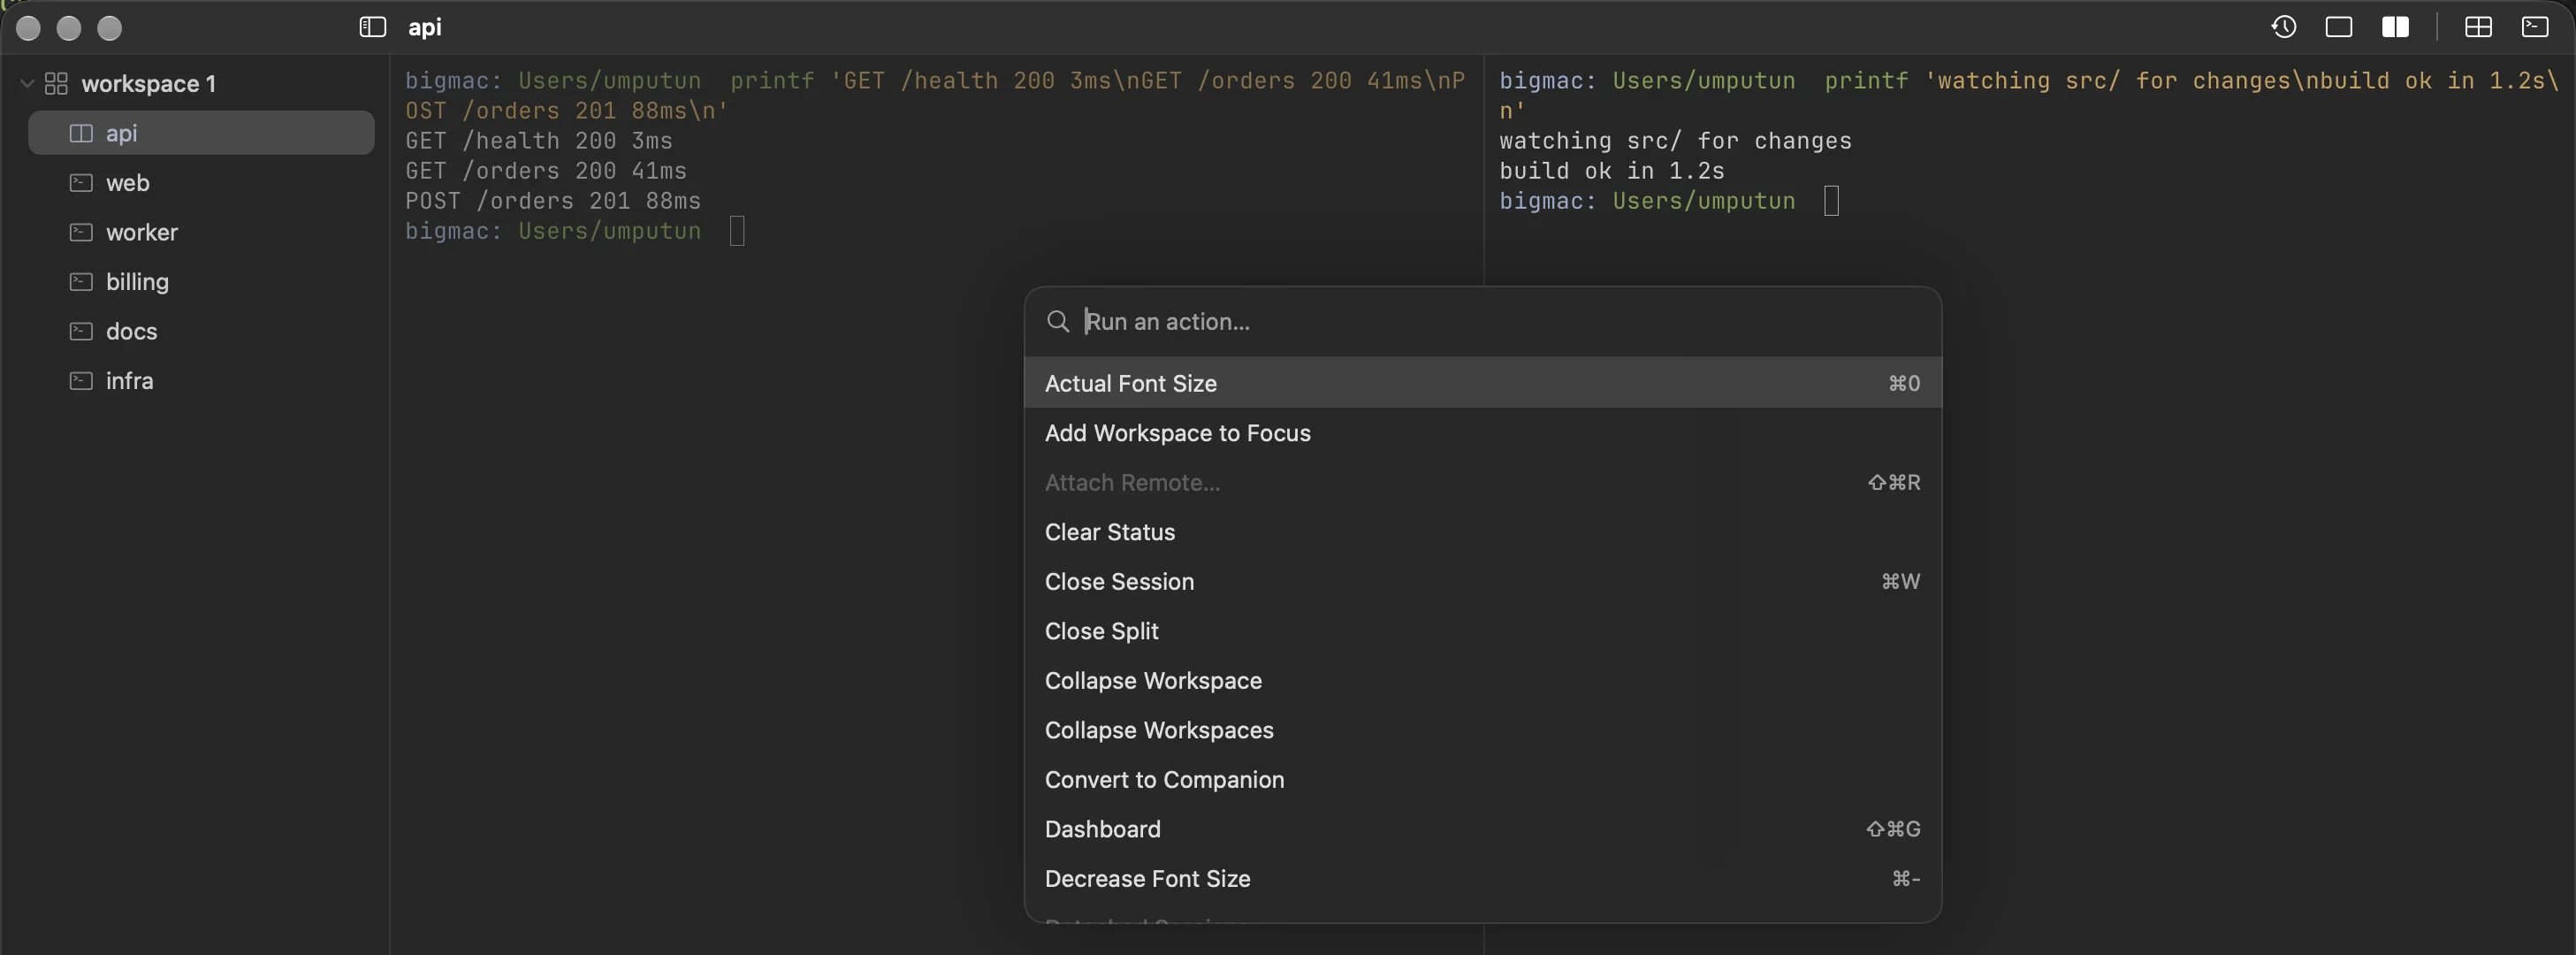 api
workspace 1
api
web
worker
billing
docs
infra
bigmac: Users/umputun  printf 'GET /health 200 3ms\nGET /orders 200 41ms\nP
OST /orders 201 88ms\n'
GET /health 200 3ms
GET /orders 200 41ms
POST /orders 201 88ms
bigmac: Users/umputun
bigmac: Users/umputun  printf 'watching src/ for changes\nbuild ok in 1.2s\
n'
watching src/ for changes
build ok in 1.2s
bigmac: Users/umputun
Run an action...
Actual Font Size ⌘0
Add Workspace to Focus
Attach Remote... ⇧⌘R
Clear Status
Close Session ⌘W
Close Split
Collapse Workspace
Collapse Workspaces
Convert to Companion
Dashboard ⇧⌘G
Decrease Font Size ⌘-